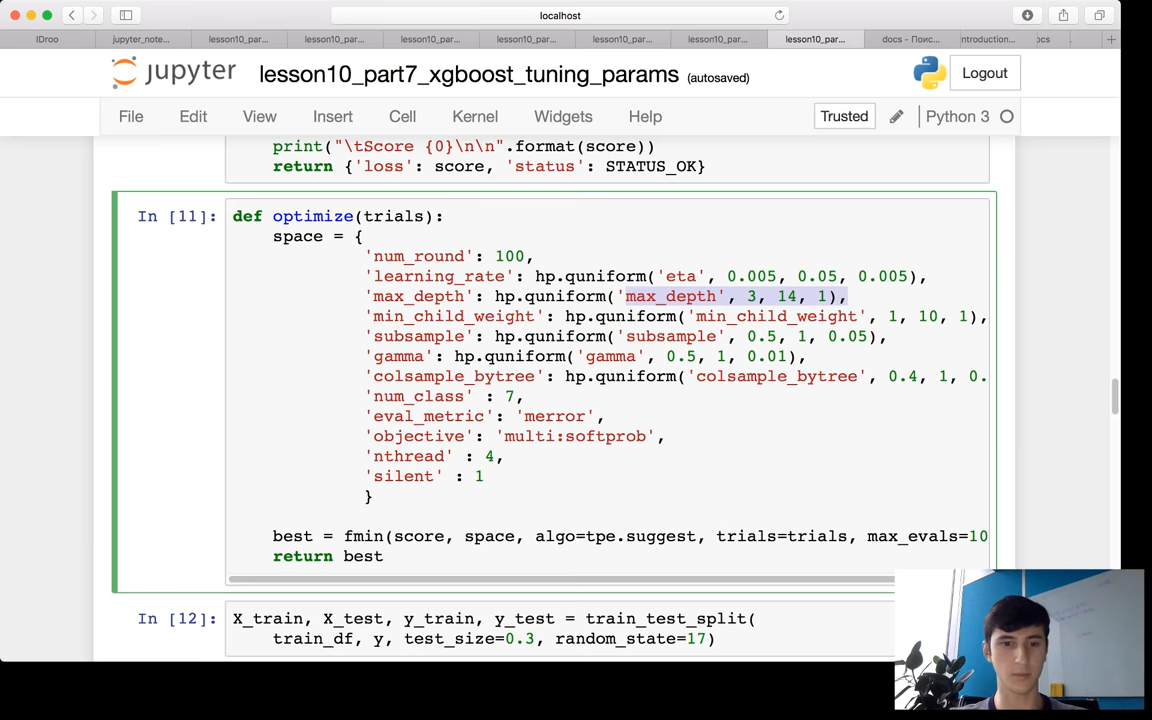 localhost
IDroo
jupyter_note...
lesson10_par...
lesson10_par...
lesson10_par...
lesson10_par...
lesson10_par...
lesson10_par...
lesson10_par...
docs - Поиск...
ntroduction...
ocs
jupyter
lesson10_part7_xgboost_tuning_params (autosaved)
Logout
File Edit View Insert Cell Kernel Widgets Help
Trusted
Python 3
print("\tScore {0}\n\n".format(score))
return {'loss': score, 'status': STATUS_OK}
In [11]:
def optimize(trials):
space = {
'num_round': 100,
'learning_rate': hp.quniform('eta', 0.005, 0.05, 0.005),
'max_depth': hp.quniform('max_depth', 3, 14, 1),
'min_child_weight': hp.quniform('min_child_weight', 1, 10, 1),
'subsample': hp.quniform('subsample', 0.5, 1, 0.05),
'gamma': hp.quniform('gamma', 0.5, 1, 0.01),
'colsample_bytree': hp.quniform('colsample_bytree', 0.4, 1, 0.
'num_class' : 7,
'eval_metric': 'merror',
'objective': 'multi:softprob',
'nthread' : 4,
'silent' : 1
}
best = fmin(score, space, algo=tpe.suggest, trials=trials, max_evals=10
return best
In [12]:
X_train, X_test, y_train, y_test = train_test_split(
train_df, y, test_size=0.3, random_state=17)